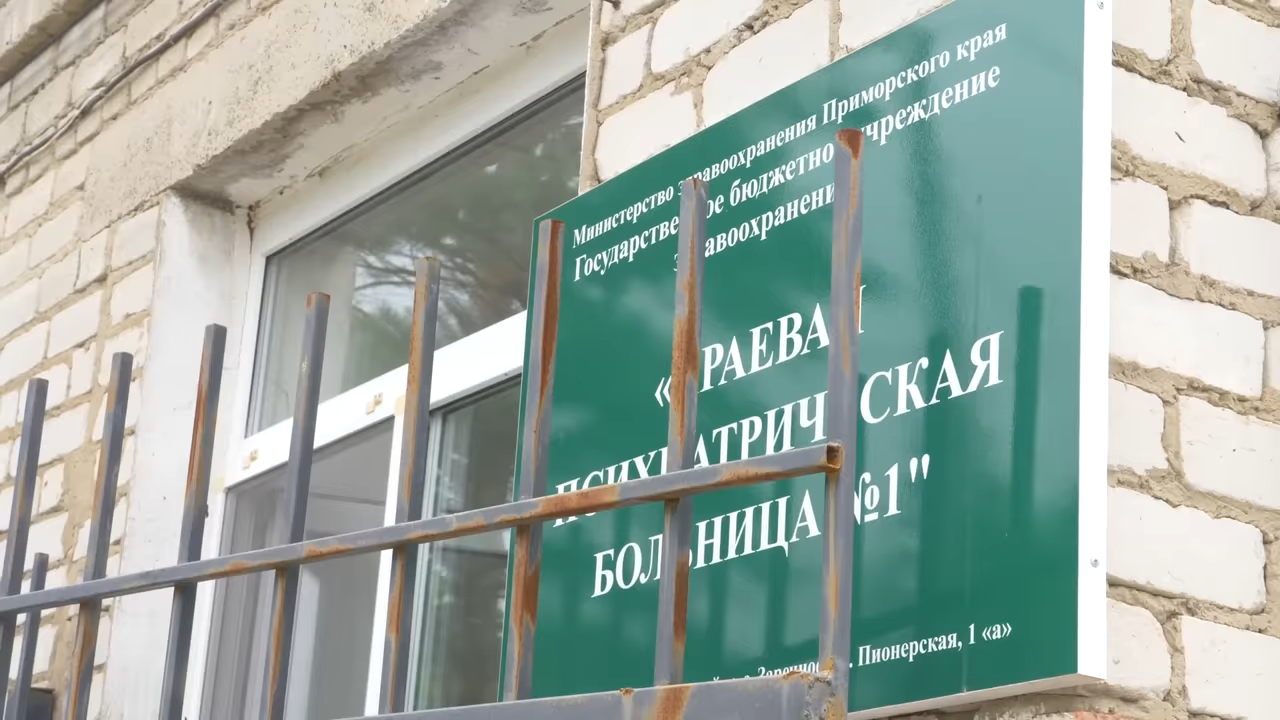 Министерство здравоохранения Приморского края
Государственное бюджетное учреждение
здравоохранения
«КРАЕВАЯ
ПСИХИАТРИЧЕСКАЯ
БОЛЬНИЦА №1"
Пионерская, 1 «а»